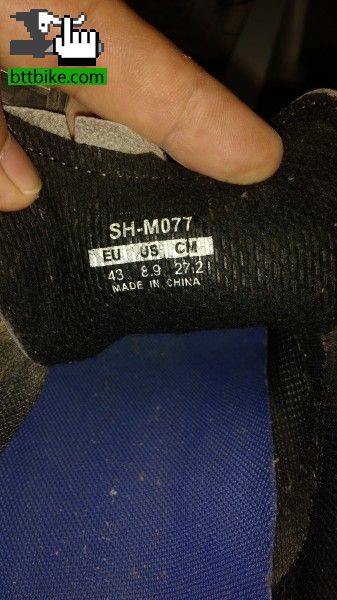 bttbike.com
SH-M077
EU US CM
43 8.9 27.2
MADE IN CHINA